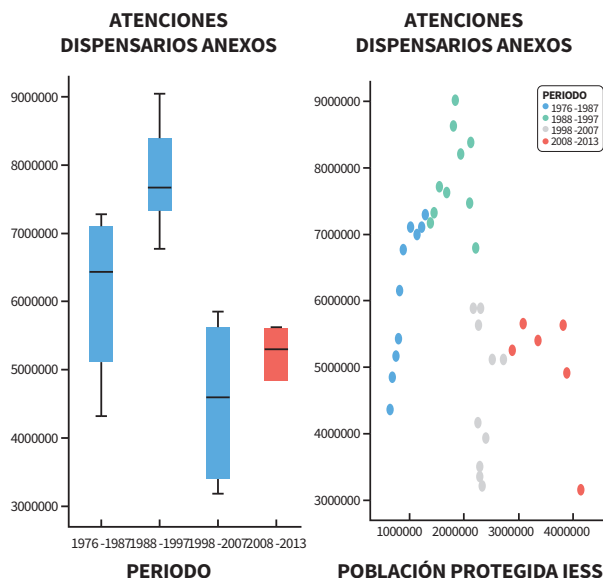 ATENCIONES
DISPENSARIOS ANEXOS
9000000
8000000
7000000
6000000
5000000
4000000
3000000
1976 -1987 1988 -1997 1998 -2007 2008 -2013
PERIODO
ATENCIONES
DISPENSARIOS ANEXOS
PERIODO
1976 -1987
1988 -1997
1998 -2007
2008 -2013
9000000
8000000
7000000
6000000
5000000
4000000
3000000
1000000 2000000 3000000 4000000
POBLACIÓN PROTEGIDA IESS